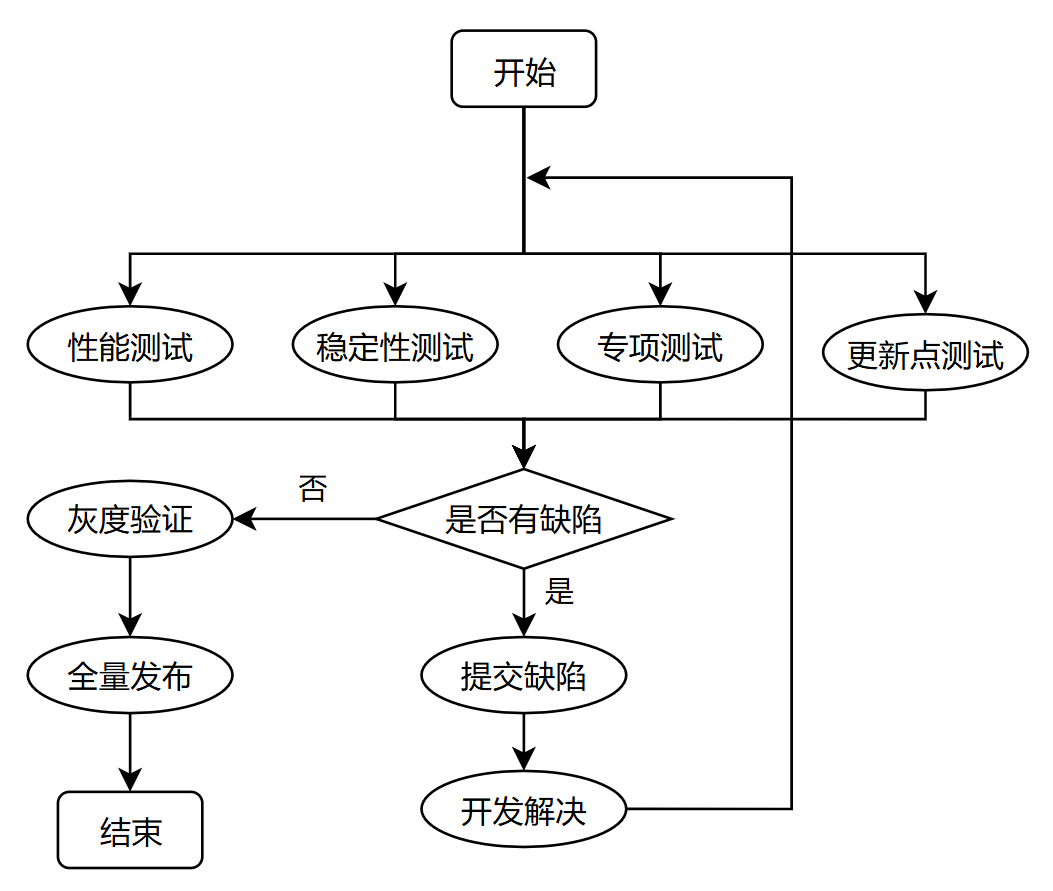 开始
性能测试
稳定性测试
专项测试
更新点测试
否
灰度验证
是否有缺陷
是
全量发布
提交缺陷
开发解决
结束